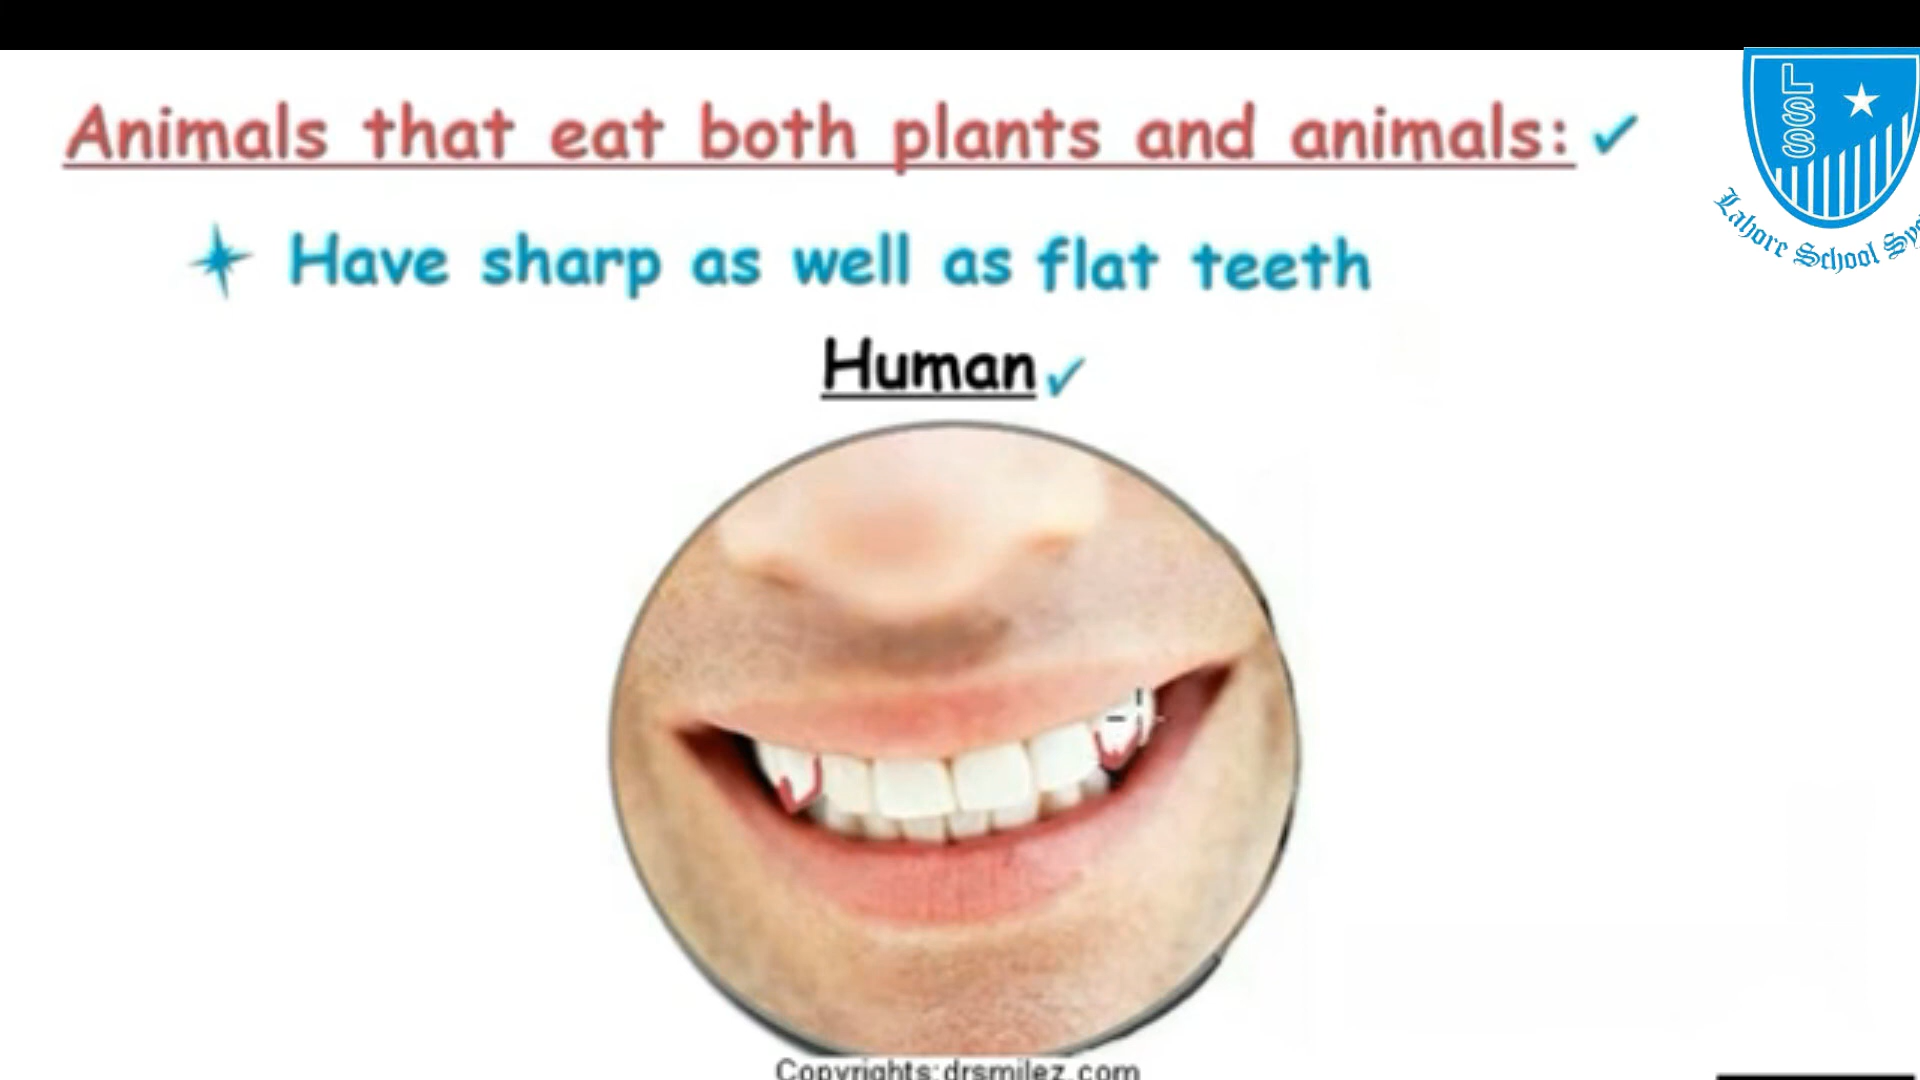 Animals that eat both plants and animals:
Have sharp as well as flat teeth
Human
LSS
Lahore School
Copyrights:drsmilez.com